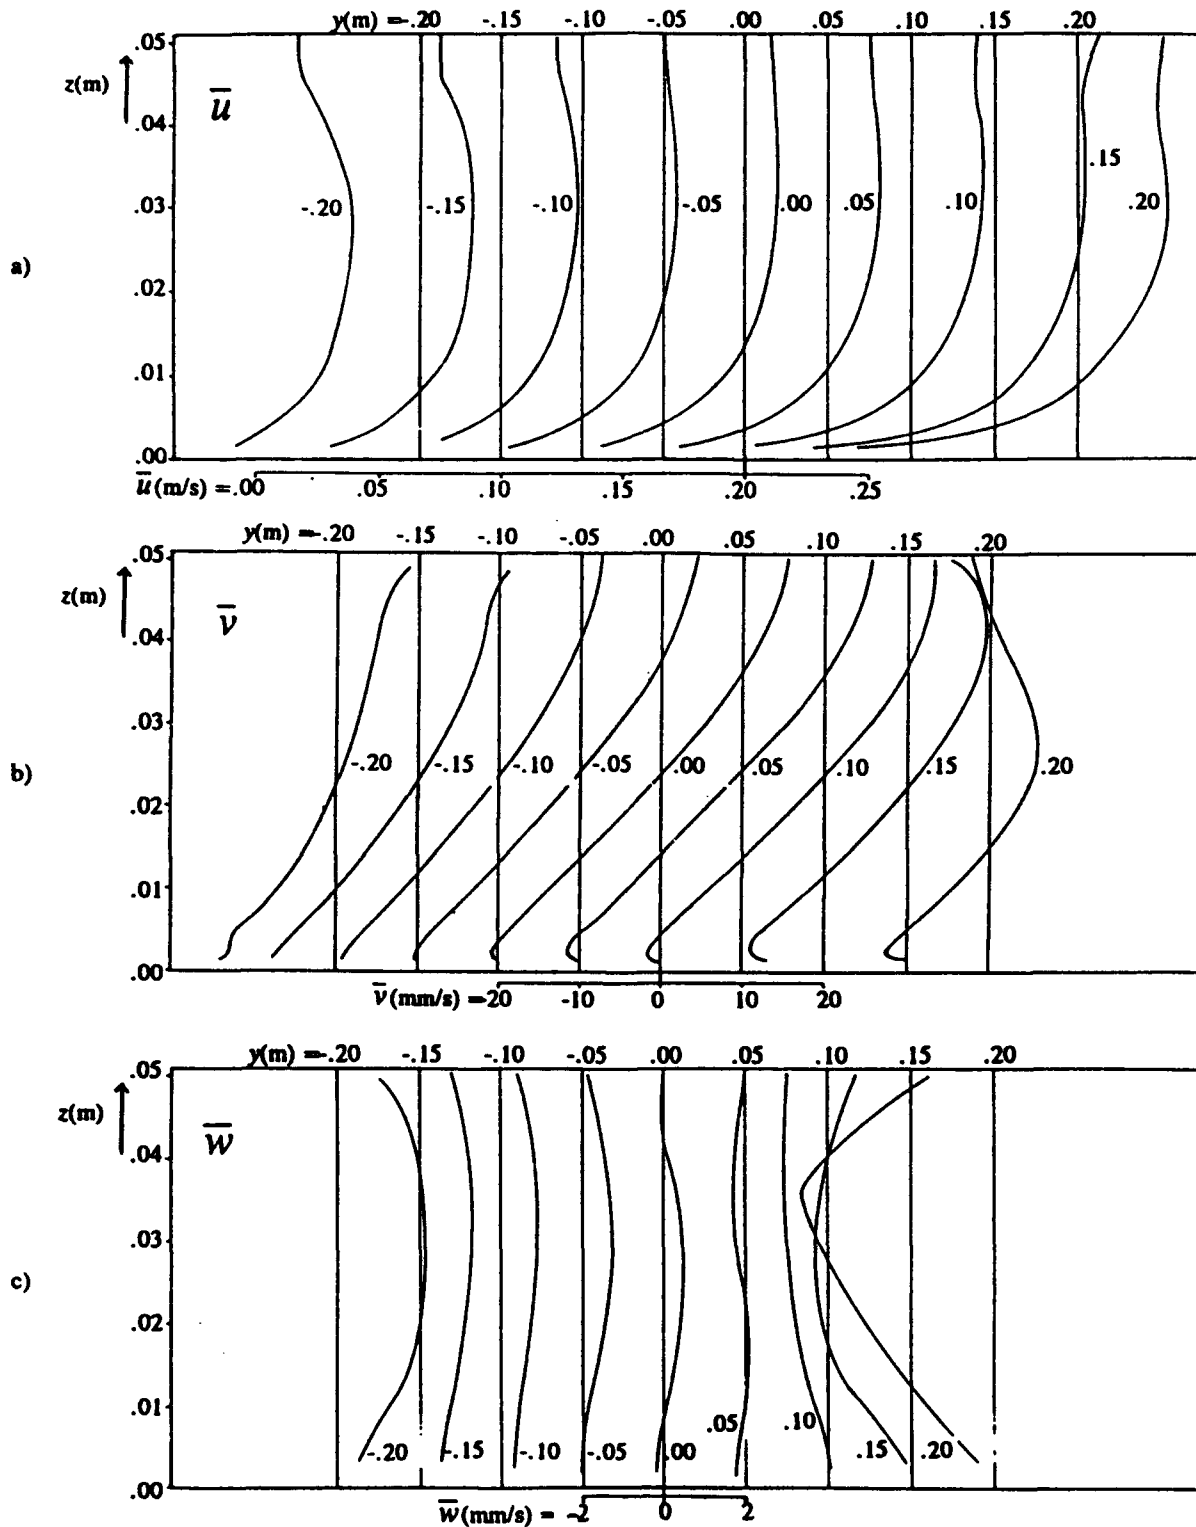 y(m) =-.20 -.15 -.10 -.05 .00 .05 .10 .15 .20
.05
z(m)
u̅
.04
.15
.03
-.20 -.15 -.10 -.05 .00 .05 .10 .20
a)
.02
.01
.00
u̅(m/s) =.00 .05 .10 .15 .20 .25
y(m) =-.20 -.15 -.10 -.05 .00 .05 .10 .15 .20
.05
z(m)
v̅
.04
.03
-.20 -.15 -.10 -.05 .00 .05 .10 .15 .20
b)
.02
.01
.00
v̅(mm/s) =-20 -10 0 10 20
y(m) =-.20 -.15 -.10 -.05 .00 .05 .10 .15 .20
.05
z(m)
w̅
.04
.03
c)
.02
.01
.05 .10
-.20 -.15 -.10 -.05 .00 .15 .20
.00
w̅(mm/s) = -2 0 2